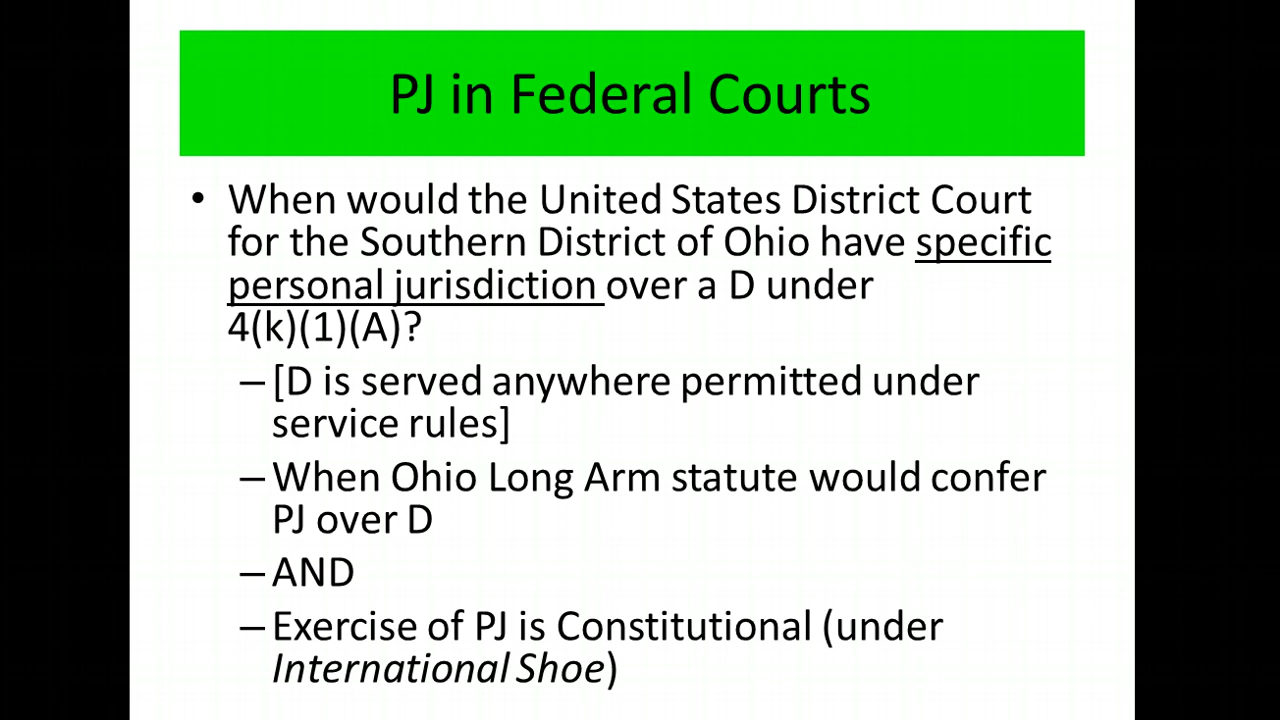 PJ in Federal Courts
• When would the United States District Court
for the Southern District of Ohio have specific
personal jurisdiction over a D under
4(k)(1)(A)?
–[D is served anywhere permitted under
service rules]
–When Ohio Long Arm statute would confer
PJ over D
–AND
–Exercise of PJ is Constitutional (under
International Shoe)